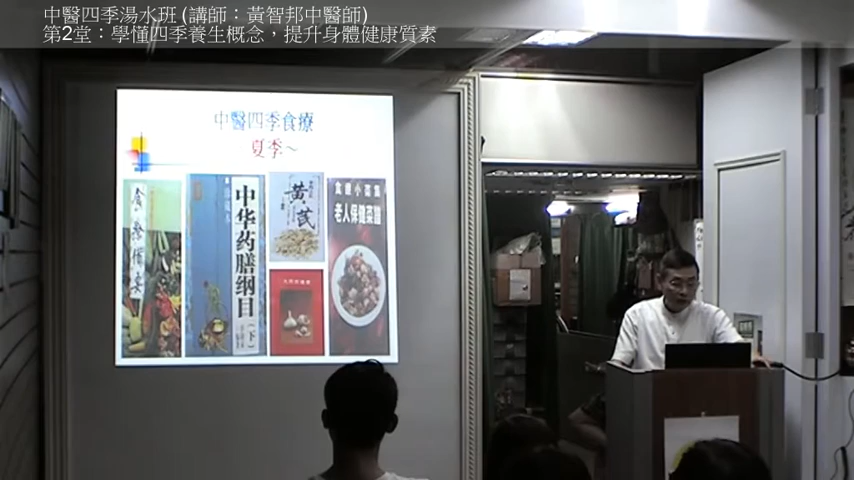 中醫四季湯水班 (講師：黃智邦中醫師)
第2堂：學懂四季養生概念，提升身體健康質素
中醫四季食療
夏季～
中华药膳纲目
(下)
黄芪
老人保健菜譜